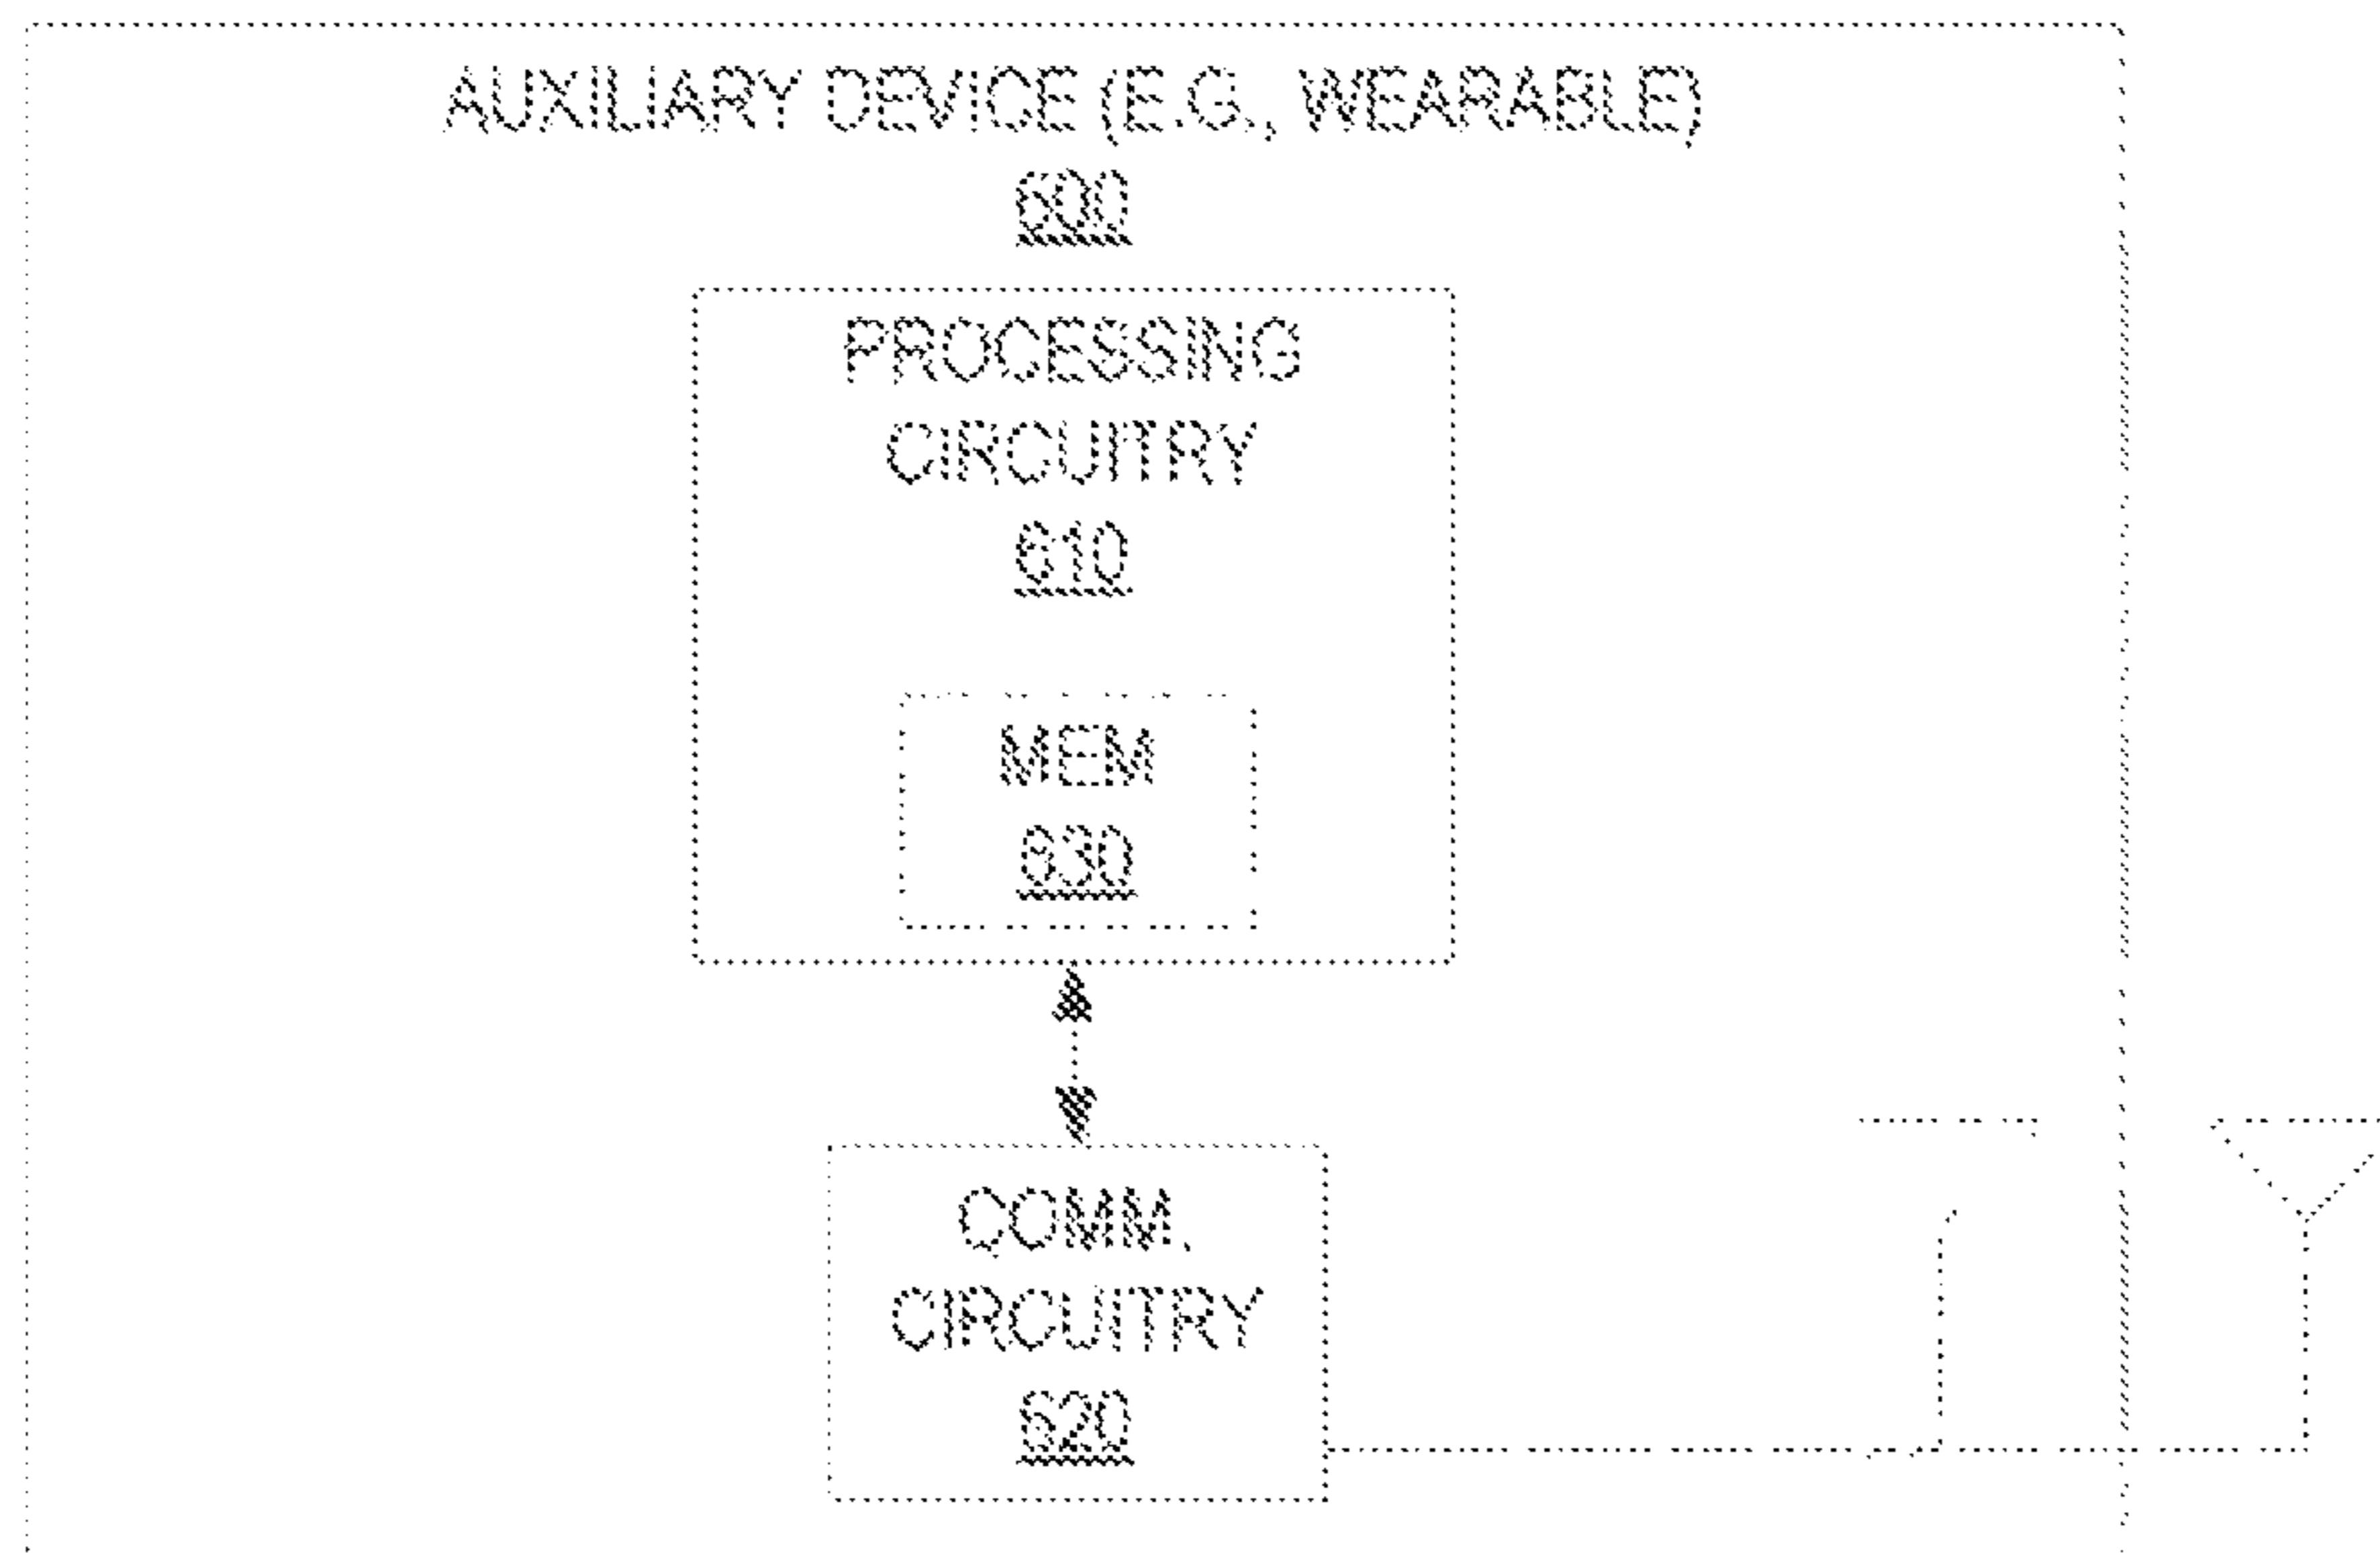 AUXILIARY DEVICE (E.G., WEARABLE)
600
PROCESSING
CIRCUITRY
610
MEM
630
COMM.
CIRCUITRY
620